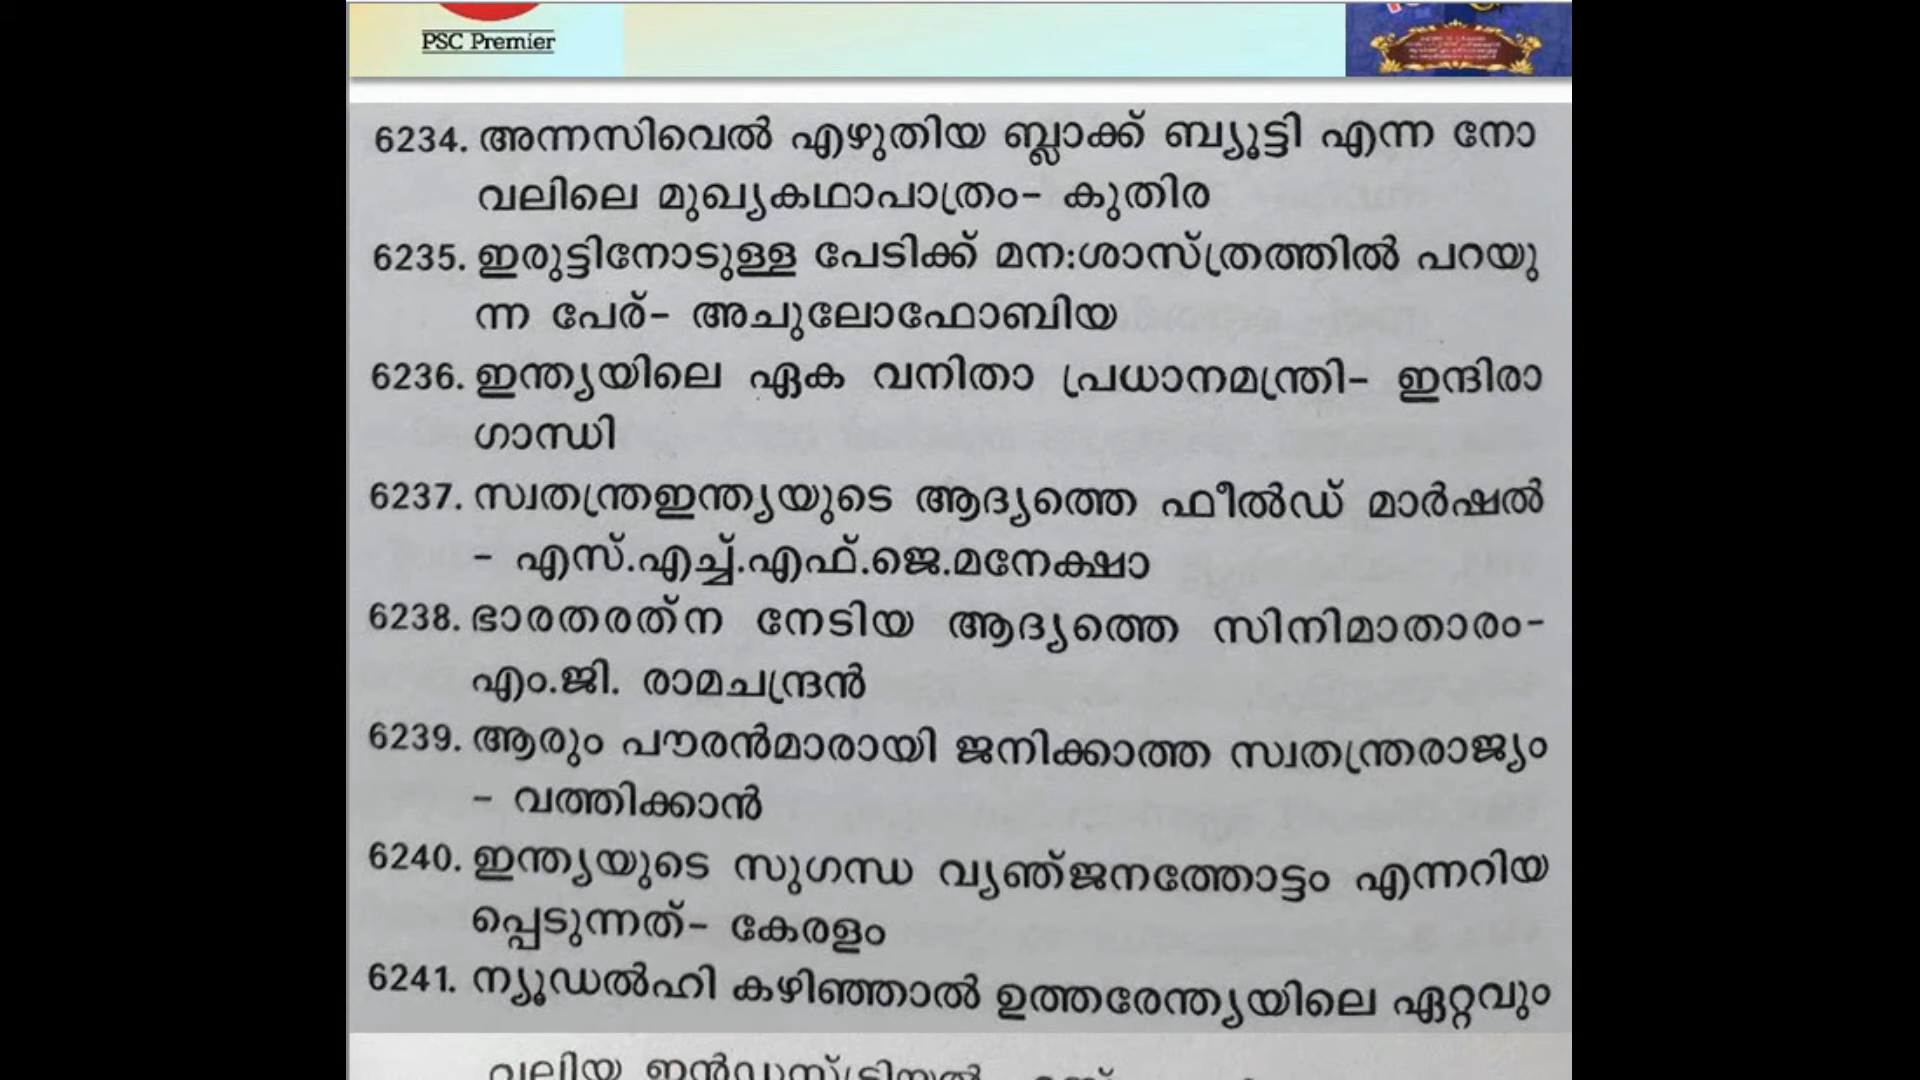 PSC Premier
6234. അന്നസിവെൽ എഴുതിയ ബ്ലാക്ക് ബ്യൂട്ടി എന്ന നോ
വലിലെ മുഖ്യകഥാപാത്രം- കുതിര
6235. ഇരുട്ടിനോടുള്ള പേടിക്ക് മന:ശാസ്ത്രത്തിൽ പറയു
ന്ന പേര്- അചുലോഫോബിയ
6236. ഇന്ത്യയിലെ ഏക വനിതാ പ്രധാനമന്ത്രി- ഇന്ദിരാ
ഗാന്ധി
6237. സ്വതന്ത്രഇന്ത്യയുടെ ആദ്യത്തെ ഫീൽഡ് മാർഷൽ
- എസ്.എച്ച്.എഫ്.ജെ.മനേക്ഷാ
6238. ഭാരതരത്‌ന നേടിയ ആദ്യത്തെ സിനിമാതാരം-
എം.ജി. രാമചന്ദ്രൻ
6239. ആരും പൗരൻമാരായി ജനിക്കാത്ത സ്വതന്ത്രരാജ്യം
- വത്തിക്കാൻ
6240. ഇന്ത്യയുടെ സുഗന്ധ വ്യഞ്ജനത്തോട്ടം എന്നറിയ
പ്പെടുന്നത്- കേരളം
6241. ന്യൂഡൽഹി കഴിഞ്ഞാൽ ഉത്തരേന്ത്യയിലെ ഏറ്റവും
വലിയ ഇൻഡസ്ട്രിയൽ